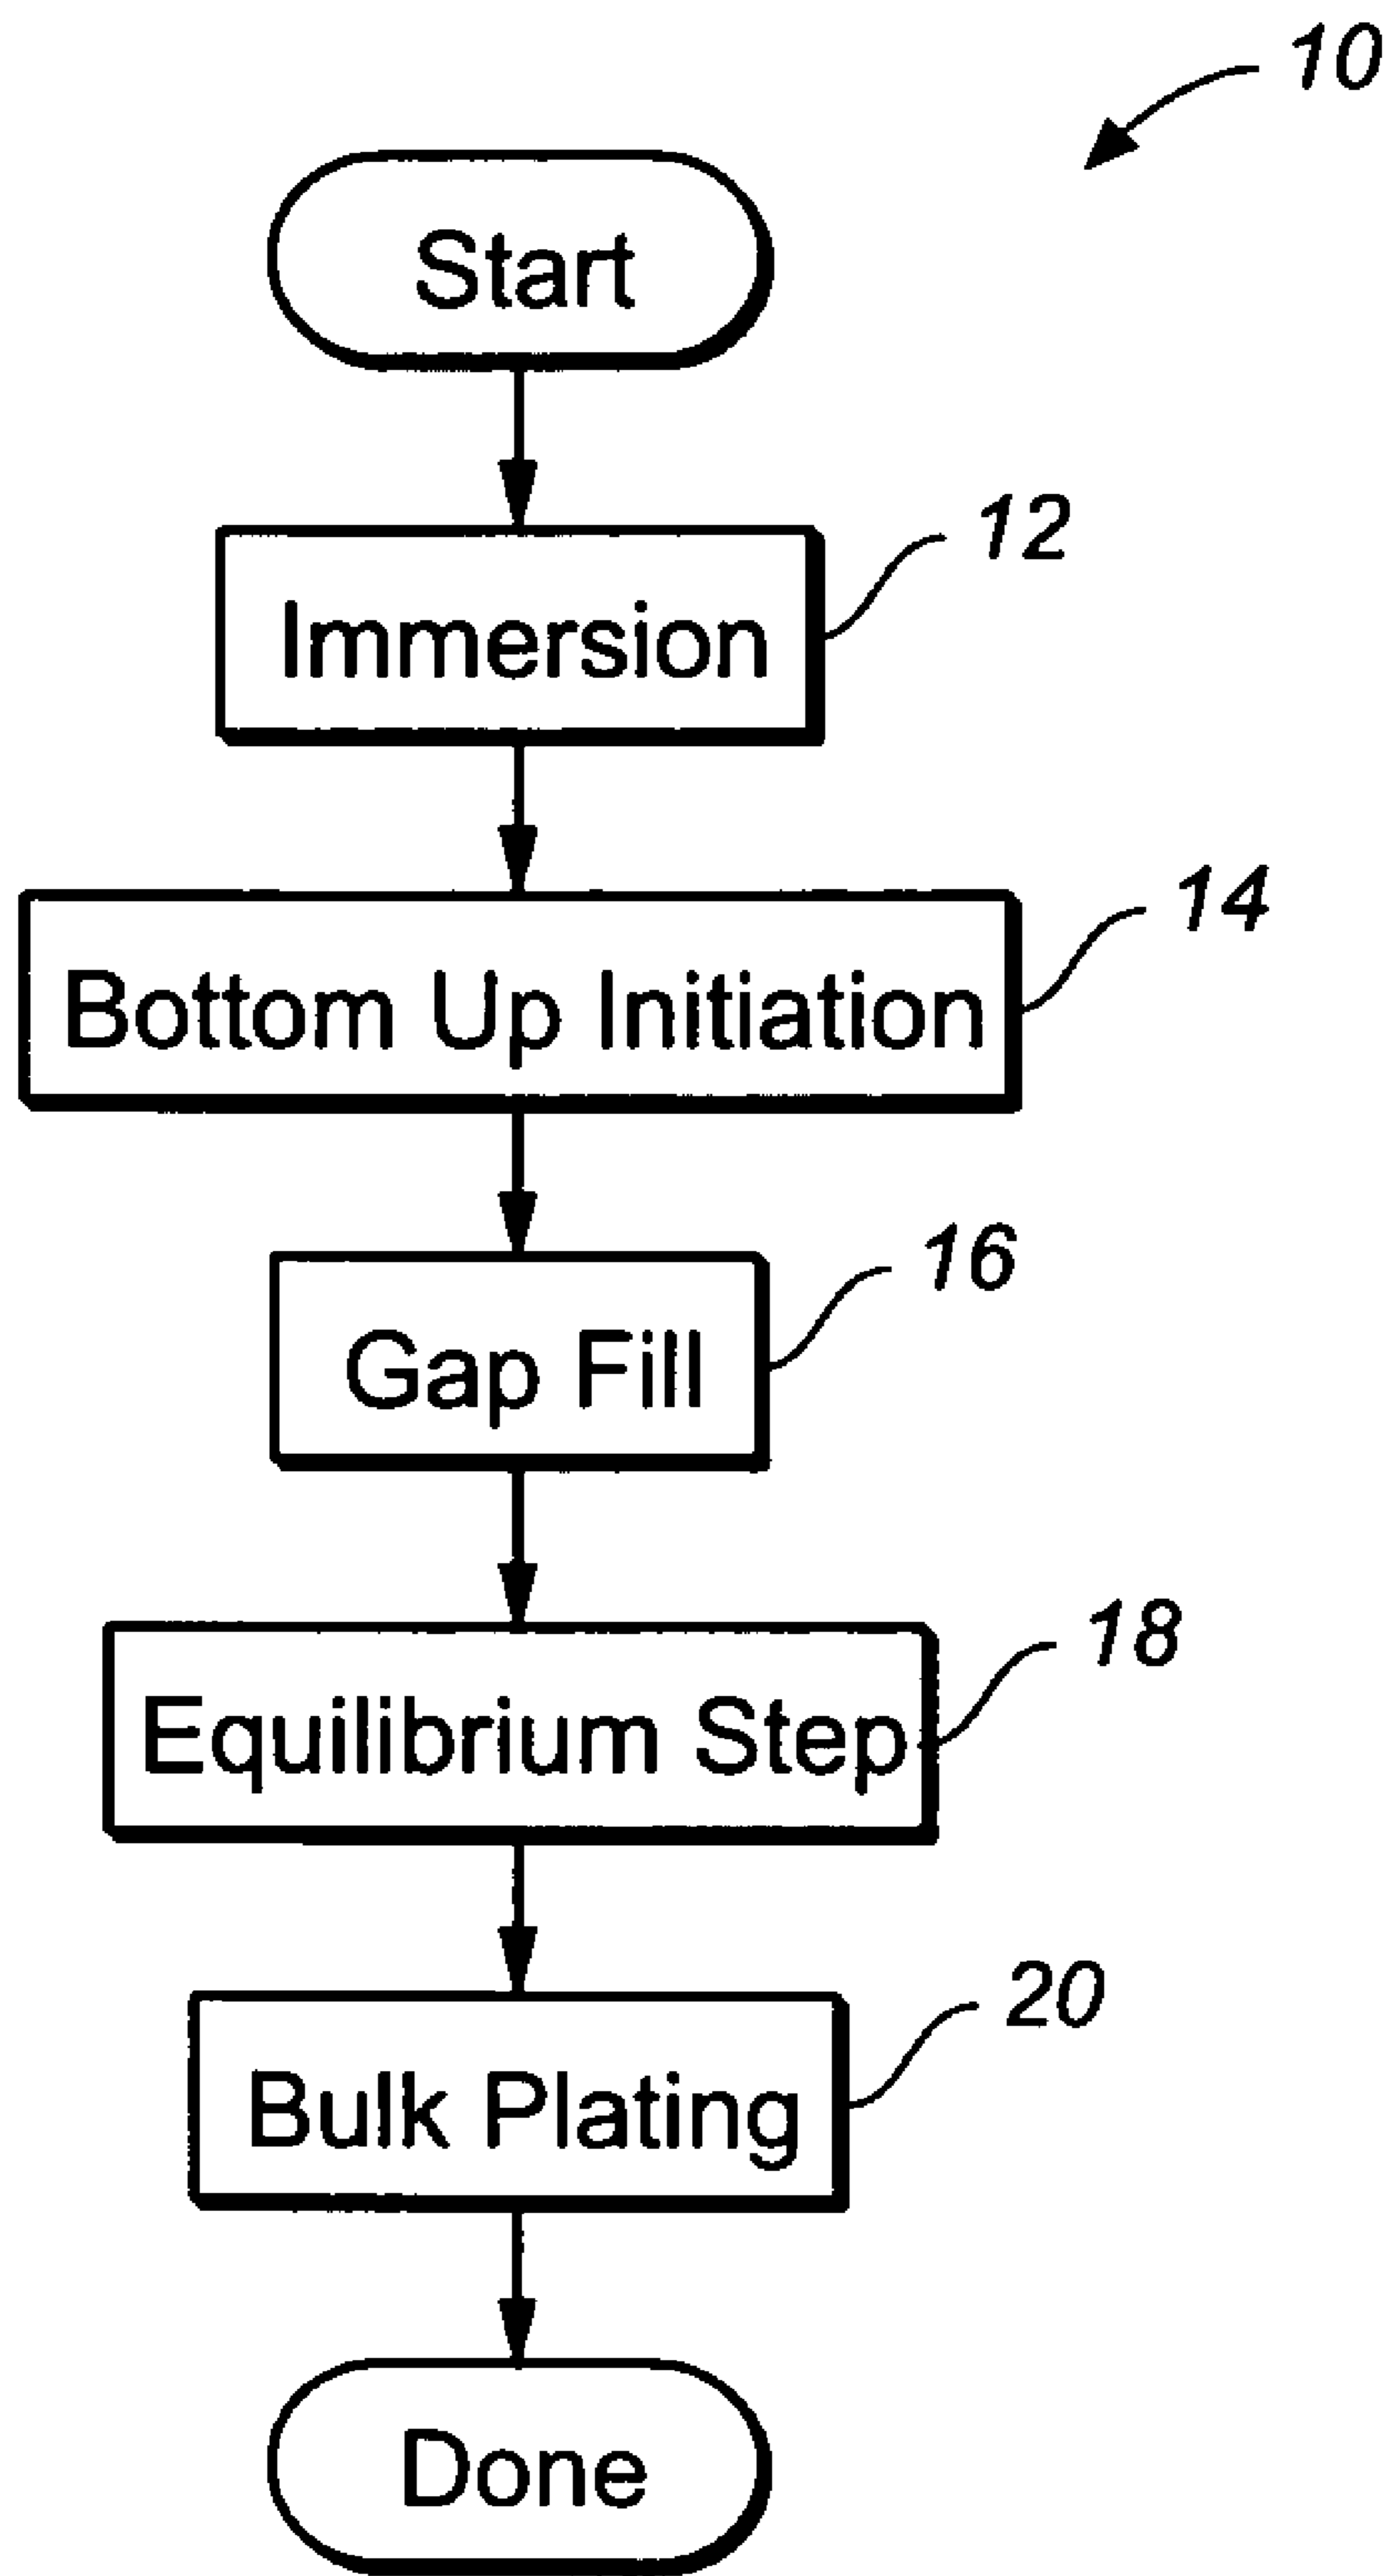 10
Start
12
Immersion
14
Bottom Up Initiation
16
Gap Fill
18
Equilibrium Step
20
Bulk Plating
Done